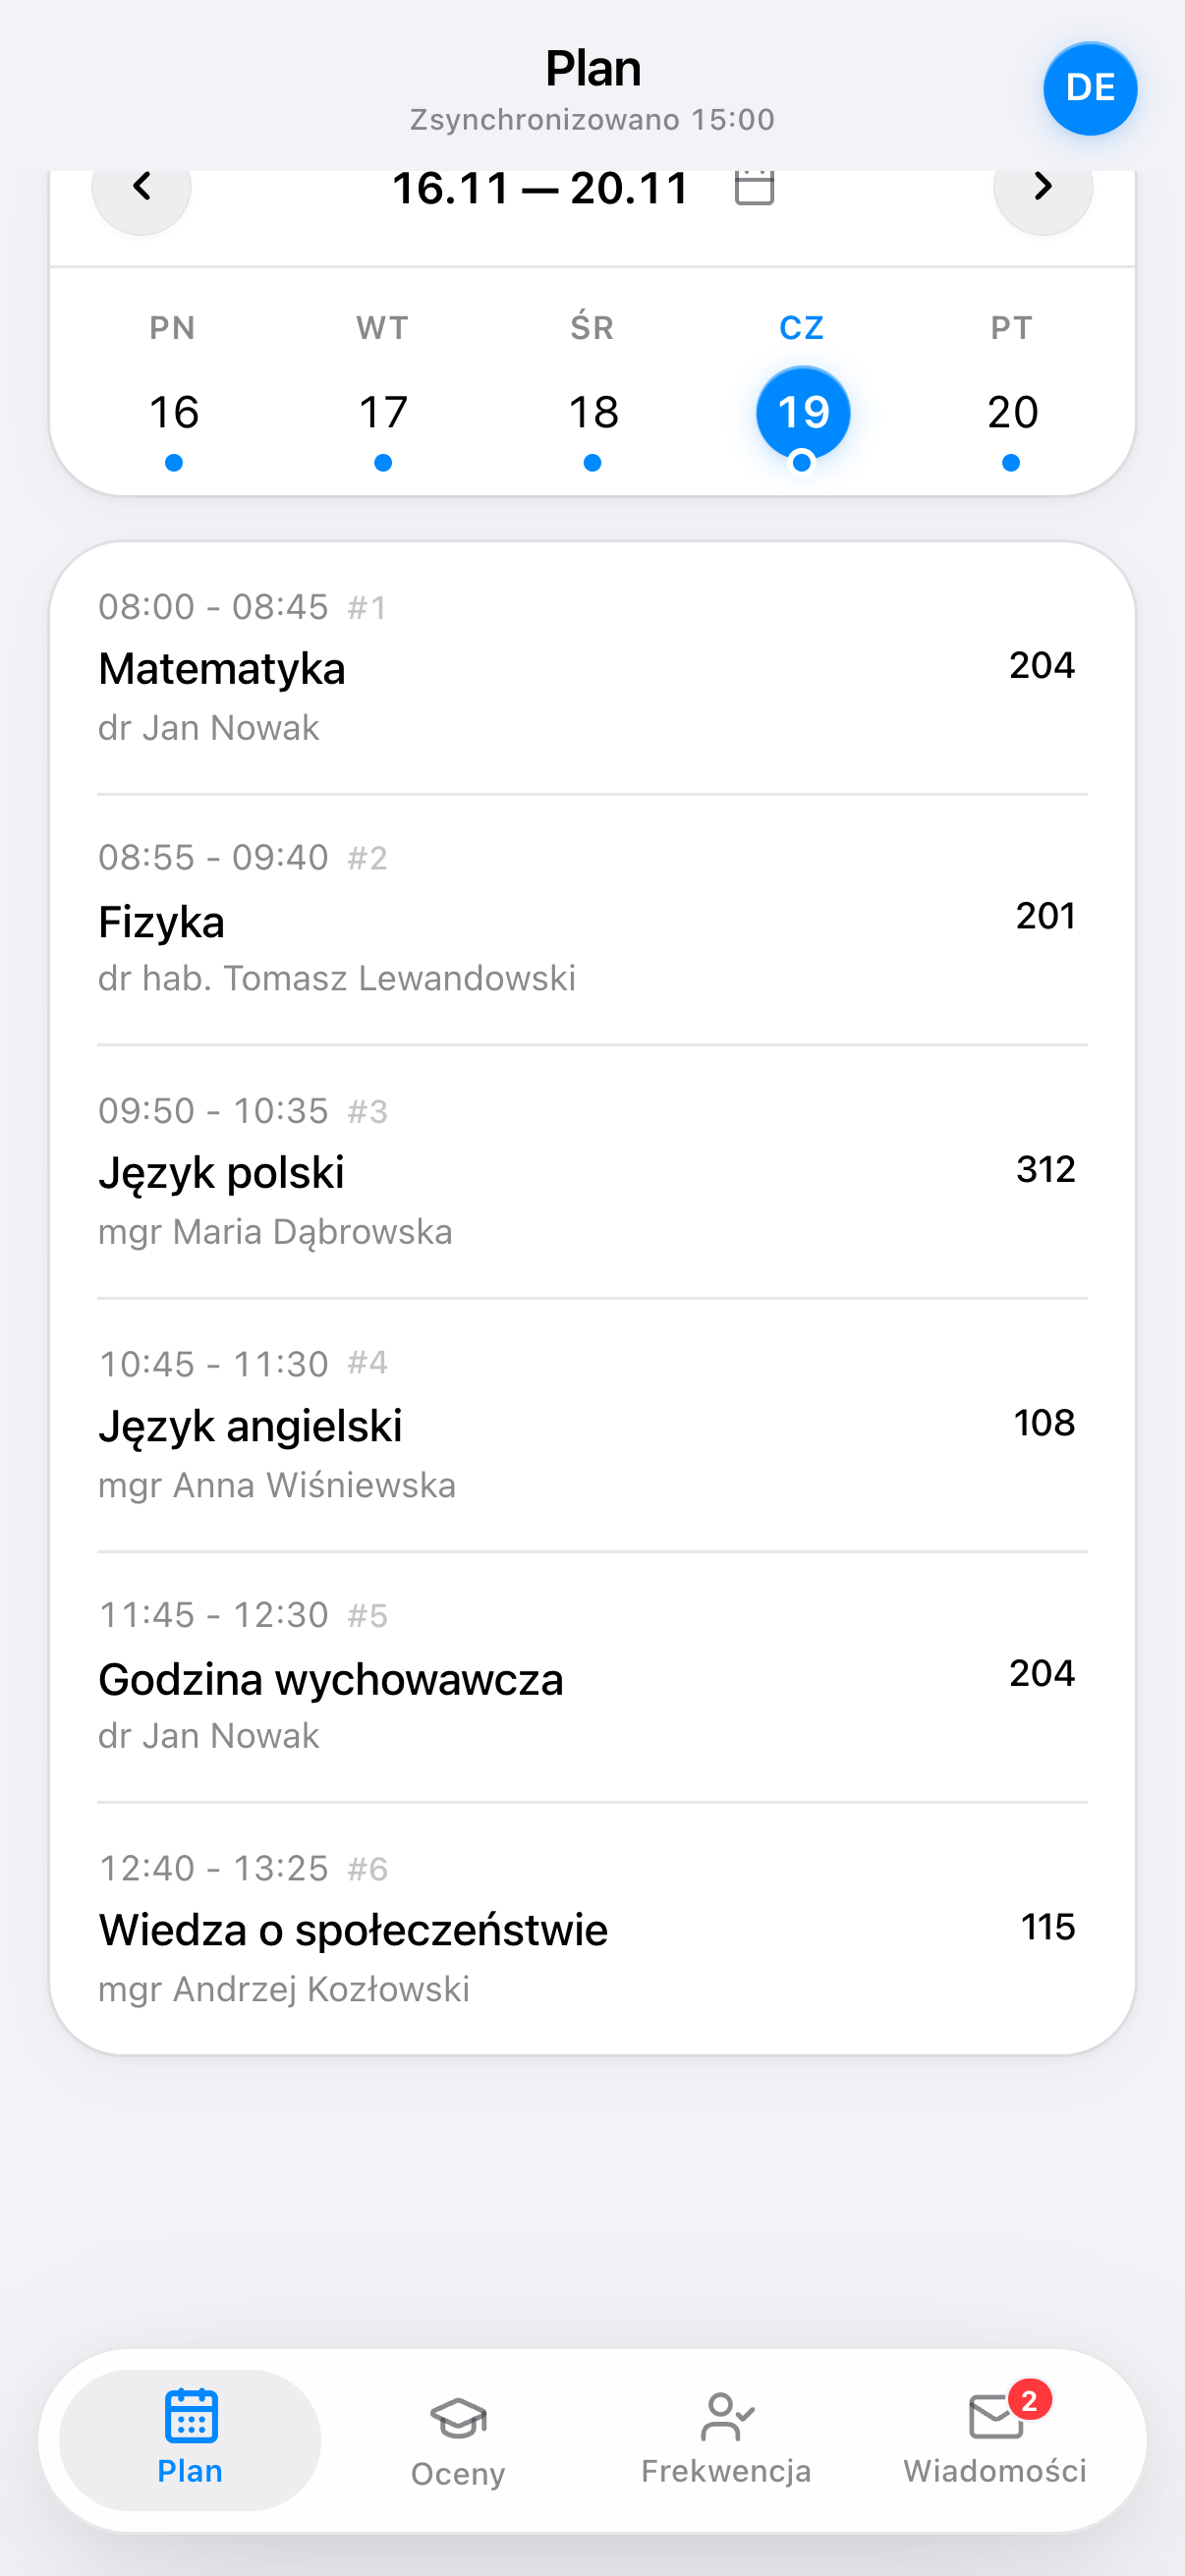 Plan
Zsynchronizowano 15:00
DE
16.11 — 20.11
PN WT ŚR CZ PT
16 17 18 19 20
08:00 - 08:45 #1
Matematyka 204
dr Jan Nowak
08:55 - 09:40 #2
Fizyka 201
dr hab. Tomasz Lewandowski
09:50 - 10:35 #3
Język polski 312
mgr Maria Dąbrowska
10:45 - 11:30 #4
Język angielski 108
mgr Anna Wiśniewska
11:45 - 12:30 #5
Godzina wychowawcza 204
dr Jan Nowak
12:40 - 13:25 #6
Wiedza o społeczeństwie 115
mgr Andrzej Kozłowski
2
Plan Oceny Frekwencja Wiadomości